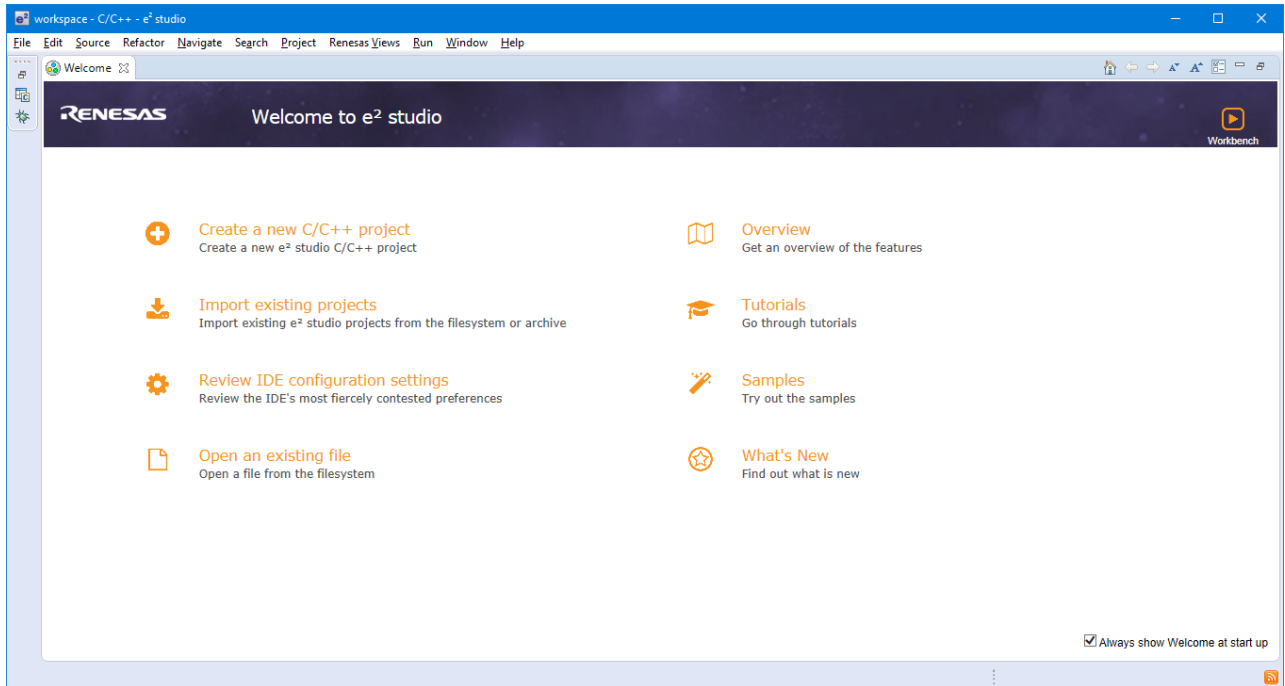 workspace - C/C++ - e² studio
File Edit Source Refactor Navigate Search Project Renesas Views Run Window Help
Welcome
RENESAS Welcome to e² studio
Workbench
Create a new C/C++ project
Create a new e² studio C/C++ project
Import existing projects
Import existing e² studio projects from the filesystem or archive
Review IDE configuration settings
Review the IDE's most fiercely contested preferences
Open an existing file
Open a file from the filesystem
Overview
Get an overview of the features
Tutorials
Go through tutorials
Samples
Try out the samples
What's New
Find out what is new
Always show Welcome at start up